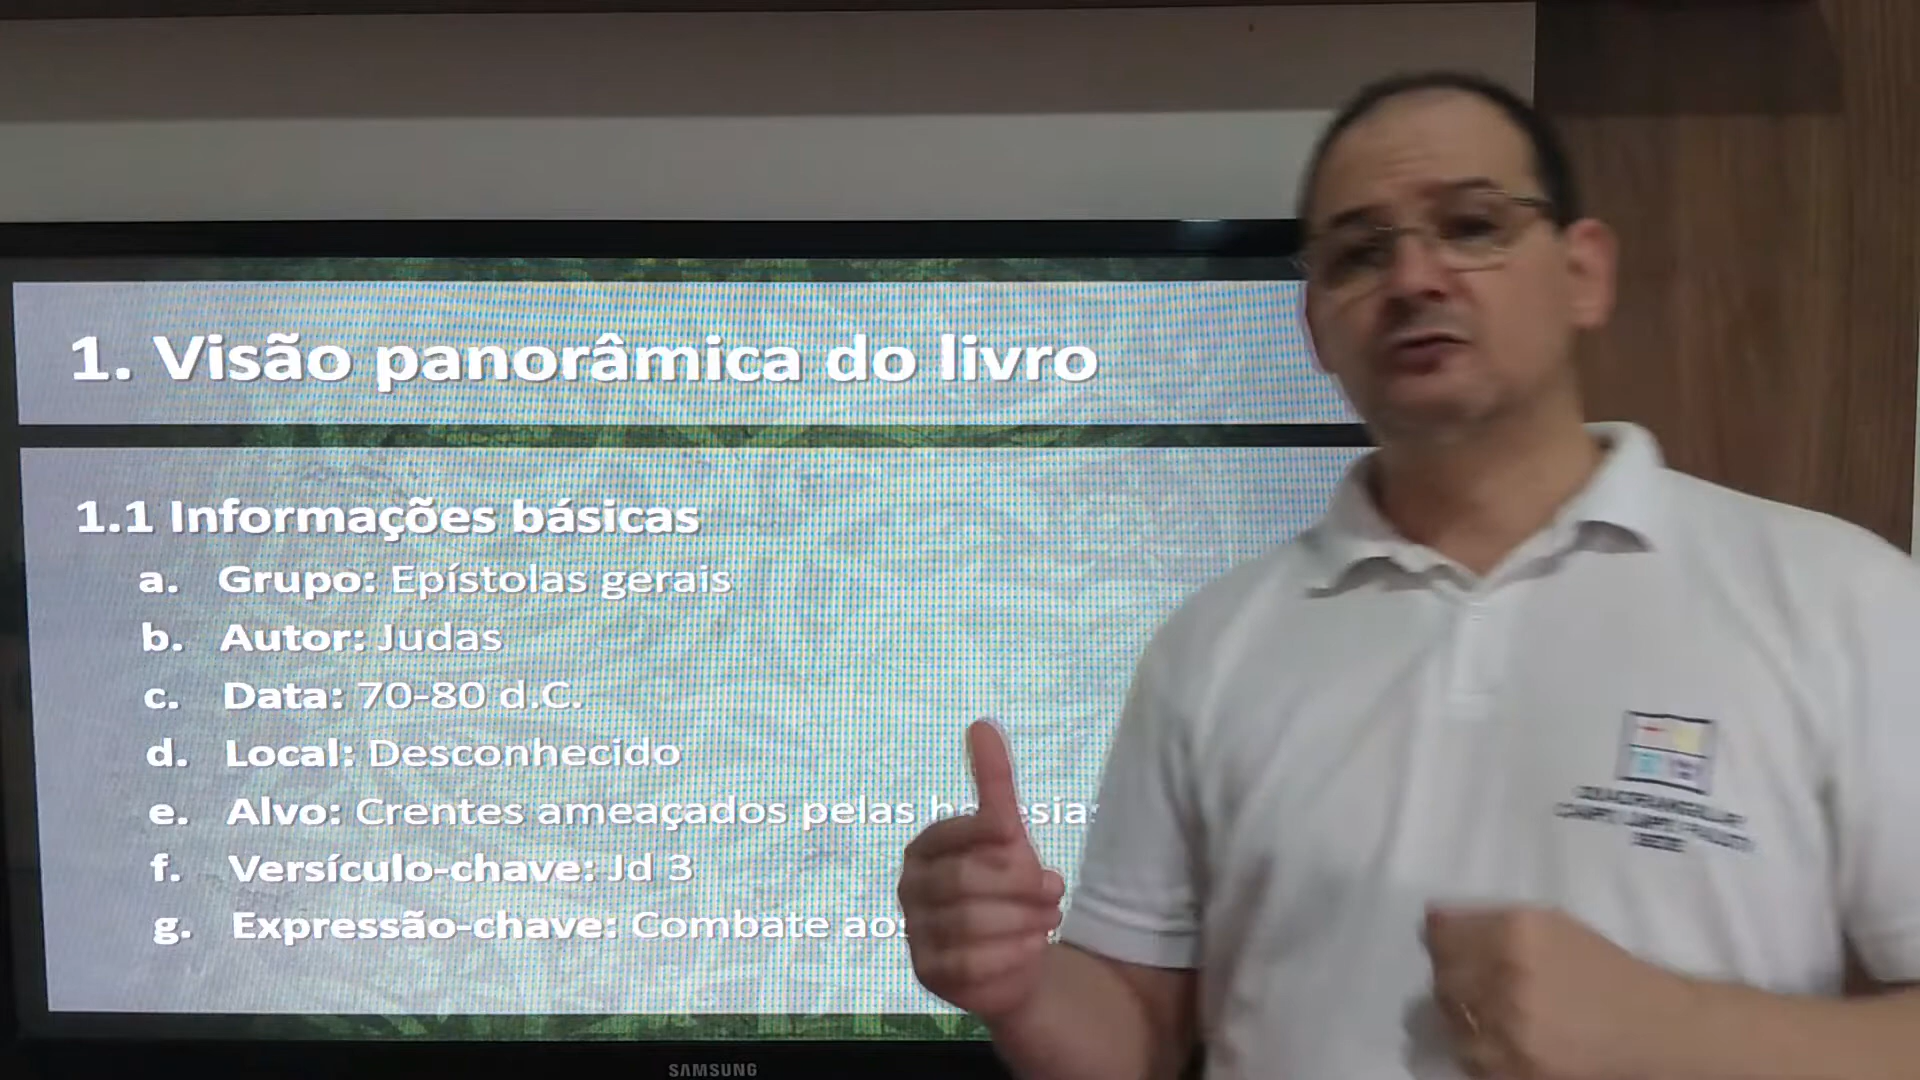 1. Visão panorâmica do livro
1.1 Informações básicas
a. Grupo: Epístolas gerais
b. Autor: Judas
c. Data: 70-80 d.C.
d. Local: Desconhecido
e. Alvo: Crentes ameaçados pelas
f. Versículo-chave: Jd 3
g. Expressão-chave: Combate aos
SAMSUNG